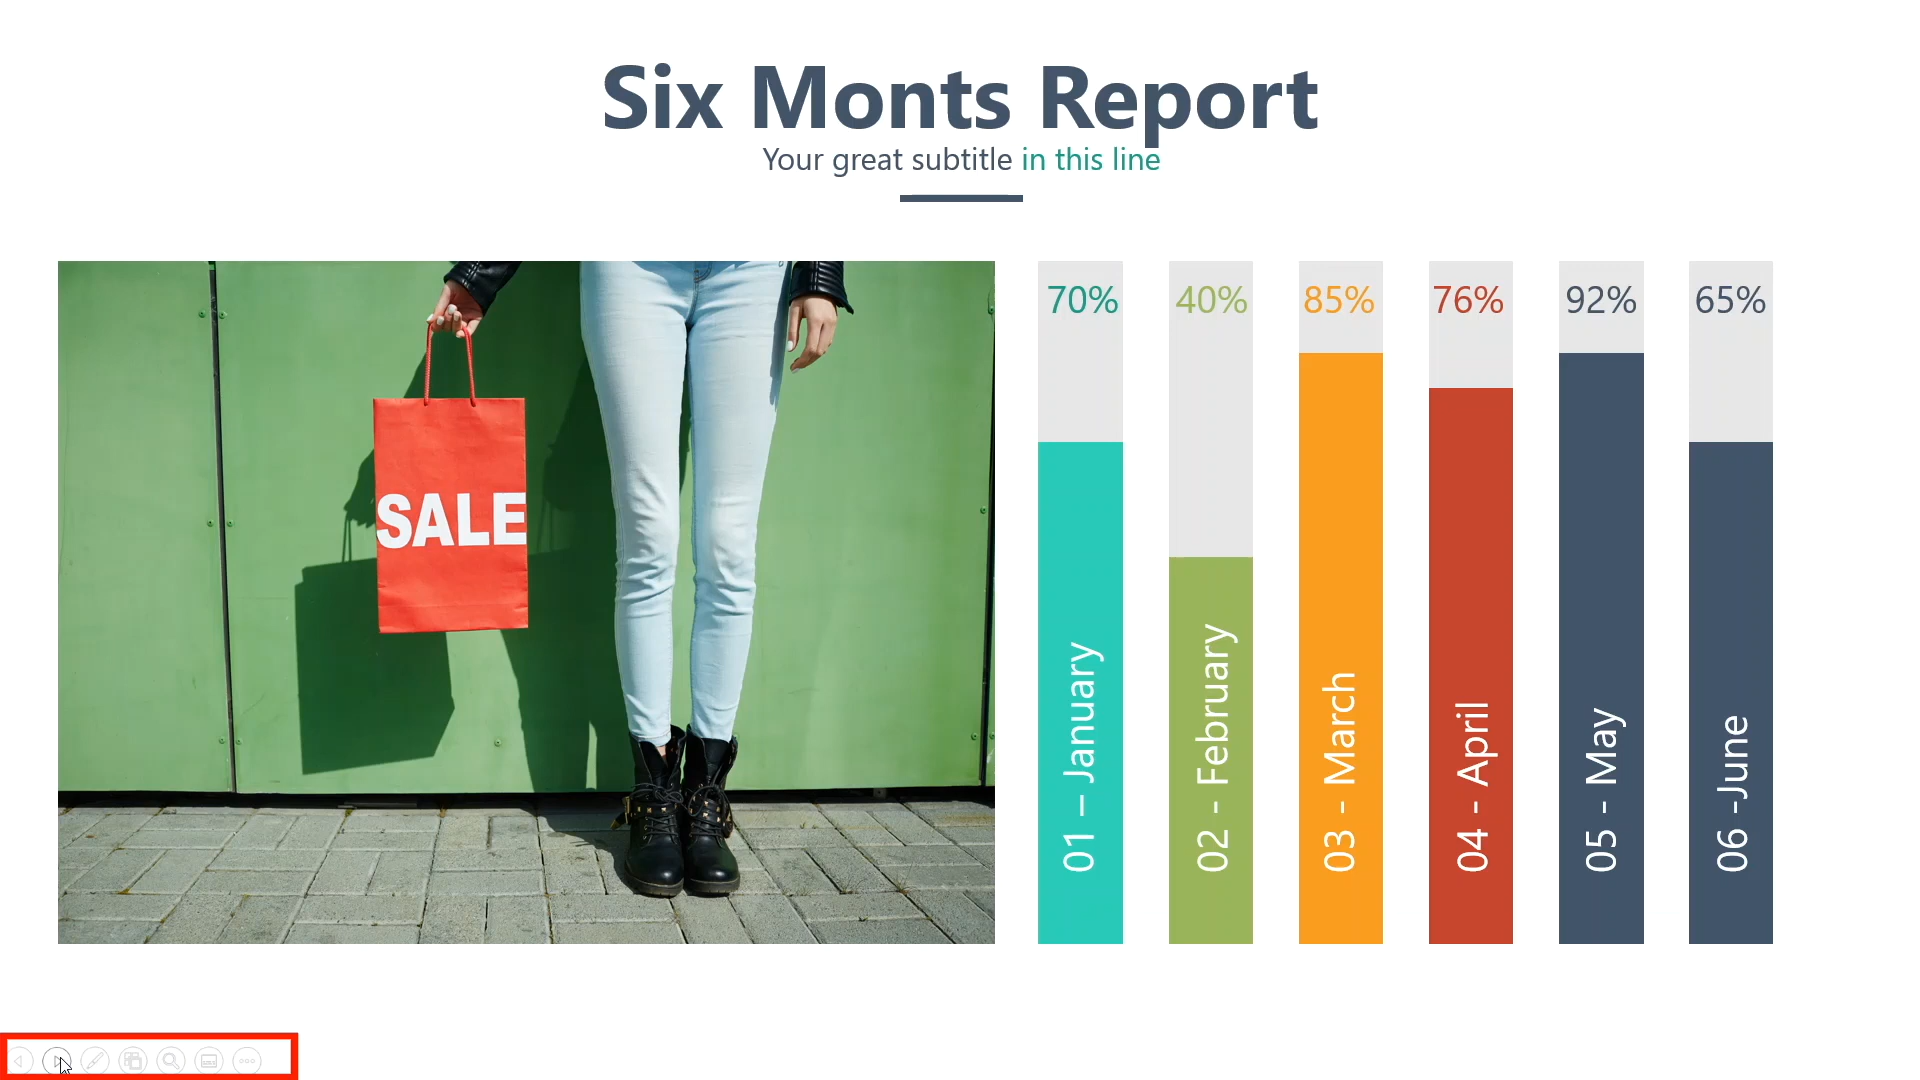 Six Monts Report
Your great subtitle in this line
SALE
70%
40%
85%
76%
92%
65%
01 – January
02 - February
03 - March
04 - April
05 - May
06 -June